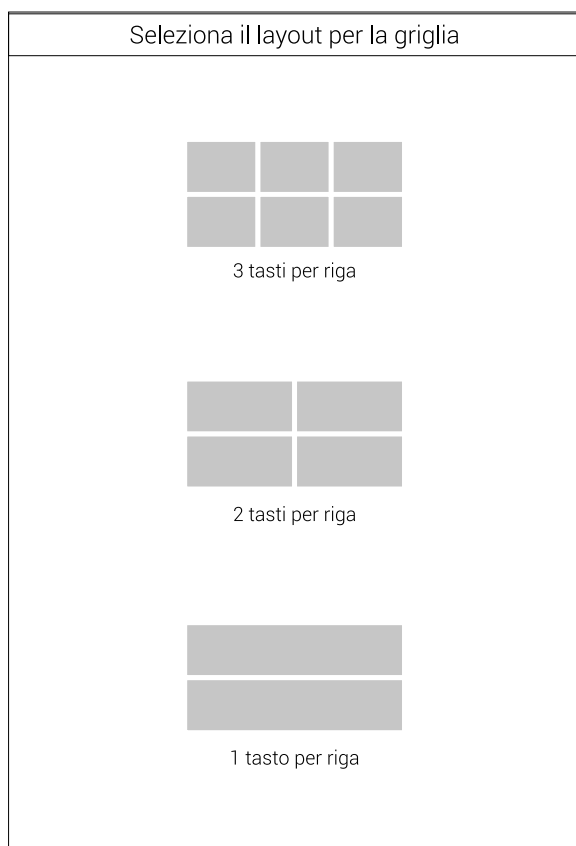 Seleziona il layout per la griglia
3 tasti per riga
2 tasti per riga
1 tasto per riga